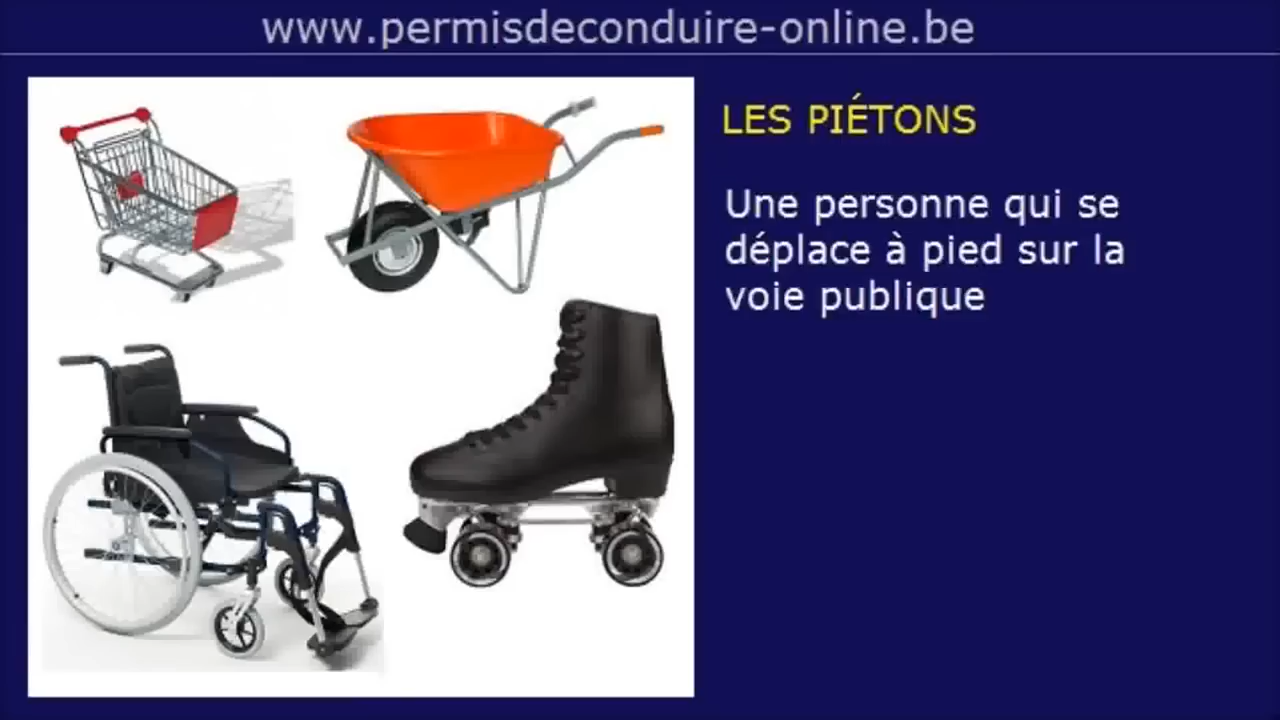 www.permisdeconduire-online.be
LES PIÉTONS
Une personne qui se
déplace à pied sur la
voie publique